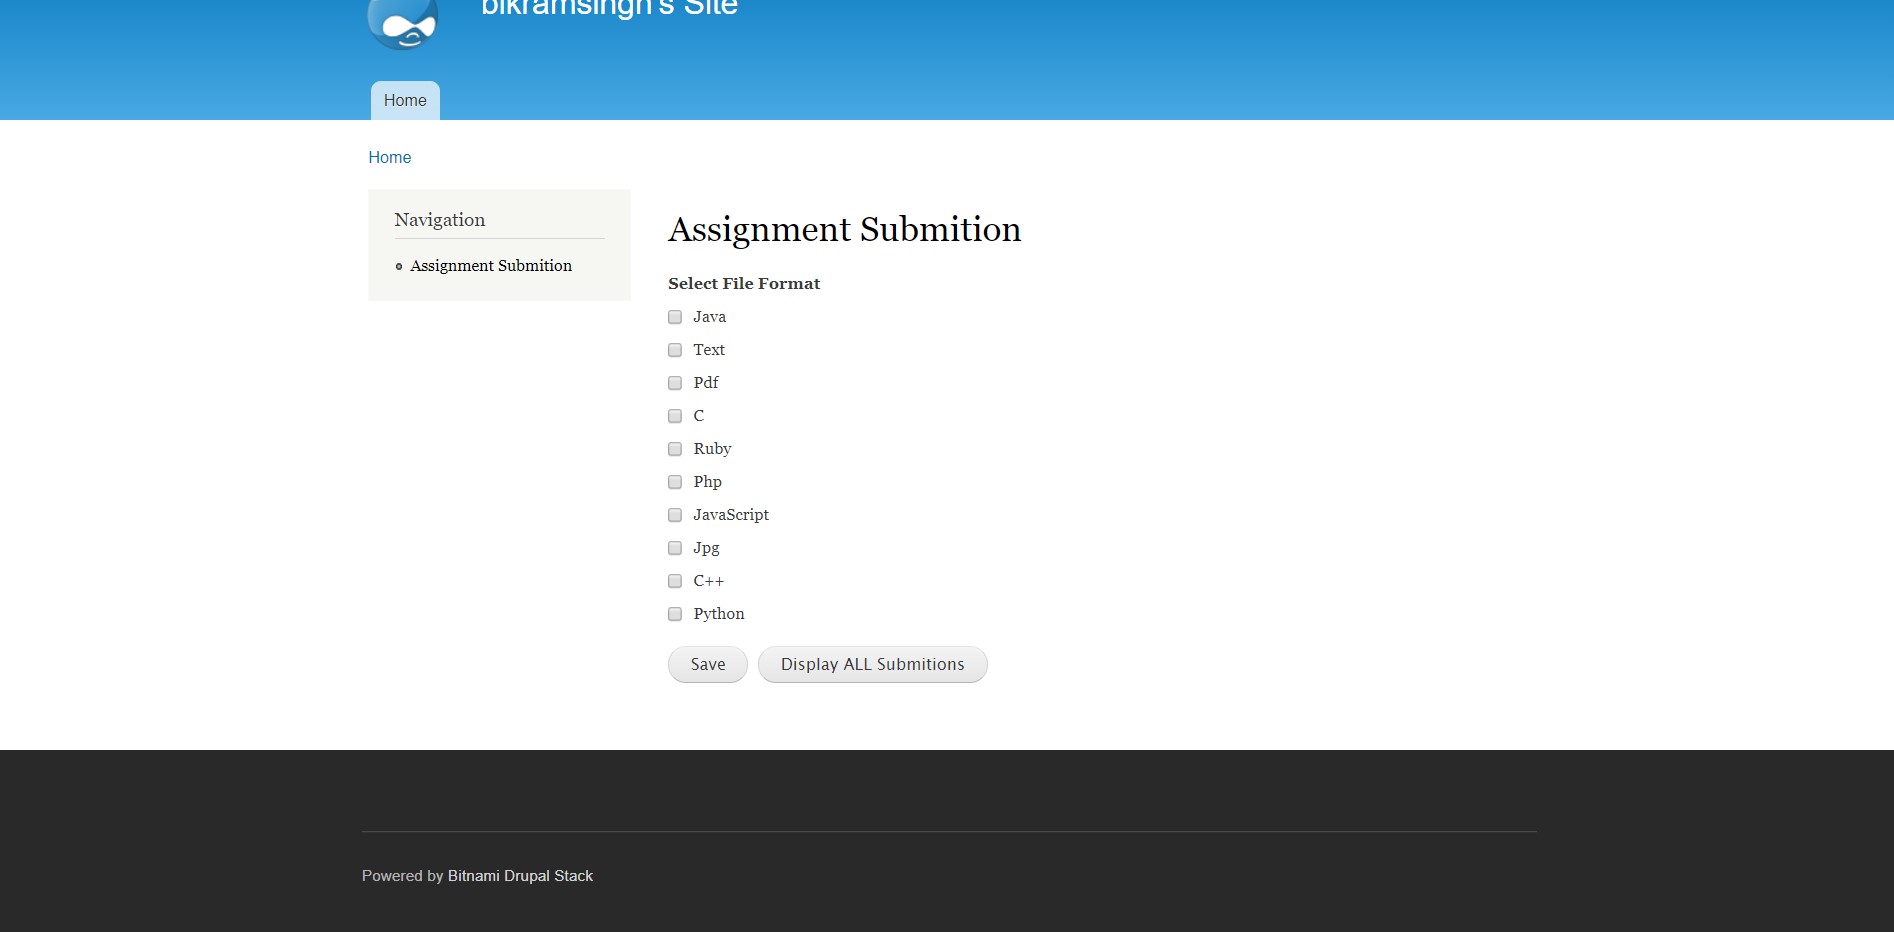 bikramsingh's Site
Home
Home
Navigation
Assignment Submition
Assignment Submition
Select File Format
Java
Text
Pdf
C
Ruby
Php
JavaScript
Jpg
C++
Python
Save
Display ALL Submitions
Powered by Bitnami Drupal Stack